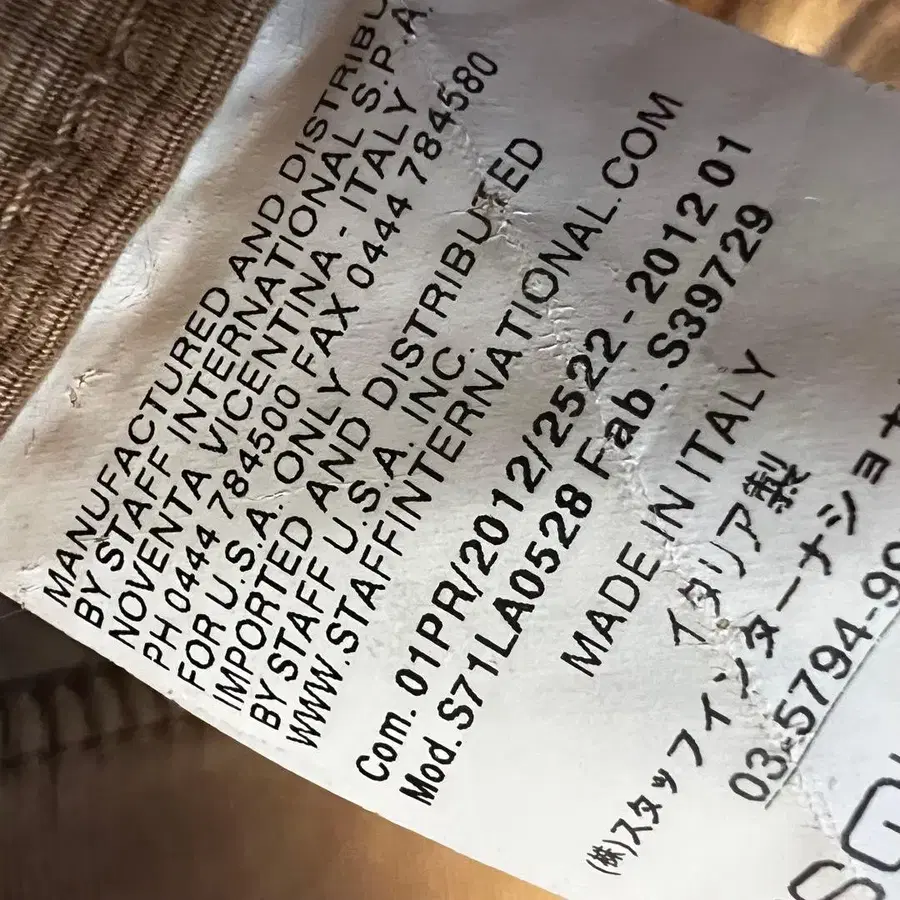 MANUFACTURED AND DISTRIBU
BY STAFF INTERNATIONAL S.P.A.
NOVENTA VICENTINA - ITALY
PH 0444 784500 FAX 0444 784580
FOR U.S.A. ONLY
IMPORTED AND DISTRIBUTED
BY STAFF U.S.A. INC.
WWW.STAFFINTERNATIONAL.COM
Com. 01PR/2012/2522 - 2012 01
Mod. S71LA0528 Fab. S39729
MADE IN ITALY
イタリア製
(株)スタッフインターナショナ
03-5794-99